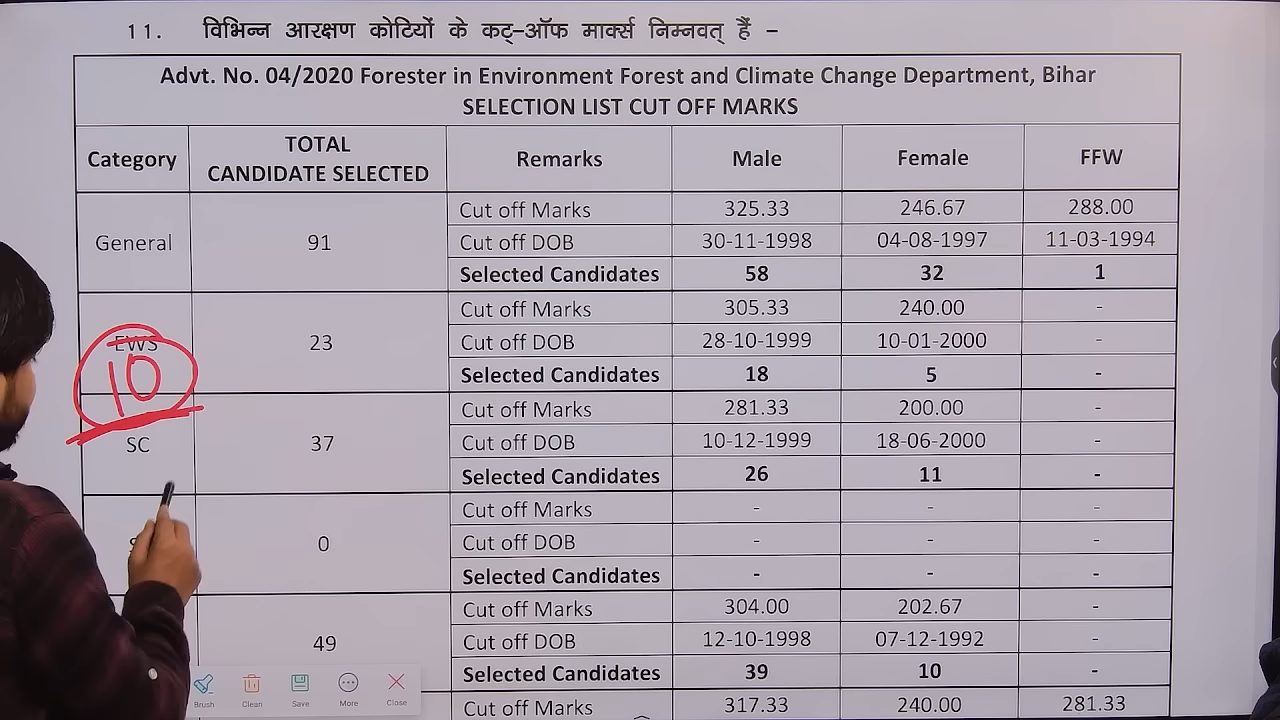 11. विभिन्न आरक्षण कोटियों के कट्-ऑफ मार्क्स निम्नवत् हैं -
Advt. No. 04/2020 Forester in Environment Forest and Climate Change Department, Bihar
SELECTION LIST CUT OFF MARKS
Category TOTAL CANDIDATE SELECTED Remarks Male Female FFW
General 91 Cut off Marks 325.33 246.67 288.00
Cut off DOB 30-11-1998 04-08-1997 11-03-1994
Selected Candidates 58 32 1
EWS 23 Cut off Marks 305.33 240.00 -
Cut off DOB 28-10-1999 10-01-2000 -
Selected Candidates 18 5 -
10
SC 37 Cut off Marks 281.33 200.00 -
Cut off DOB 10-12-1999 18-06-2000 -
Selected Candidates 26 11 -
0 Cut off Marks - - -
Cut off DOB - - -
Selected Candidates - - -
49 Cut off Marks 304.00 202.67 -
Cut off DOB 12-10-1998 07-12-1992 -
Selected Candidates 39 10 -
Cut off Marks 317.33 240.00 281.33
Brush Clean Save More Close